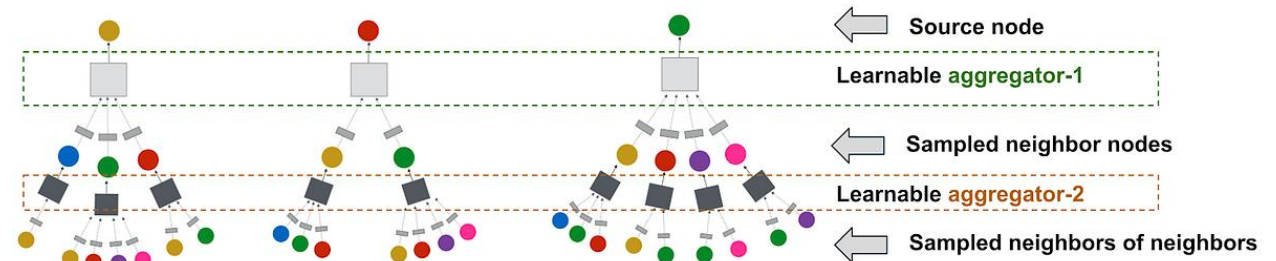 Source node
Learnable aggregator-1
Sampled neighbor nodes
Learnable aggregator-2
Sampled neighbors of neighbors